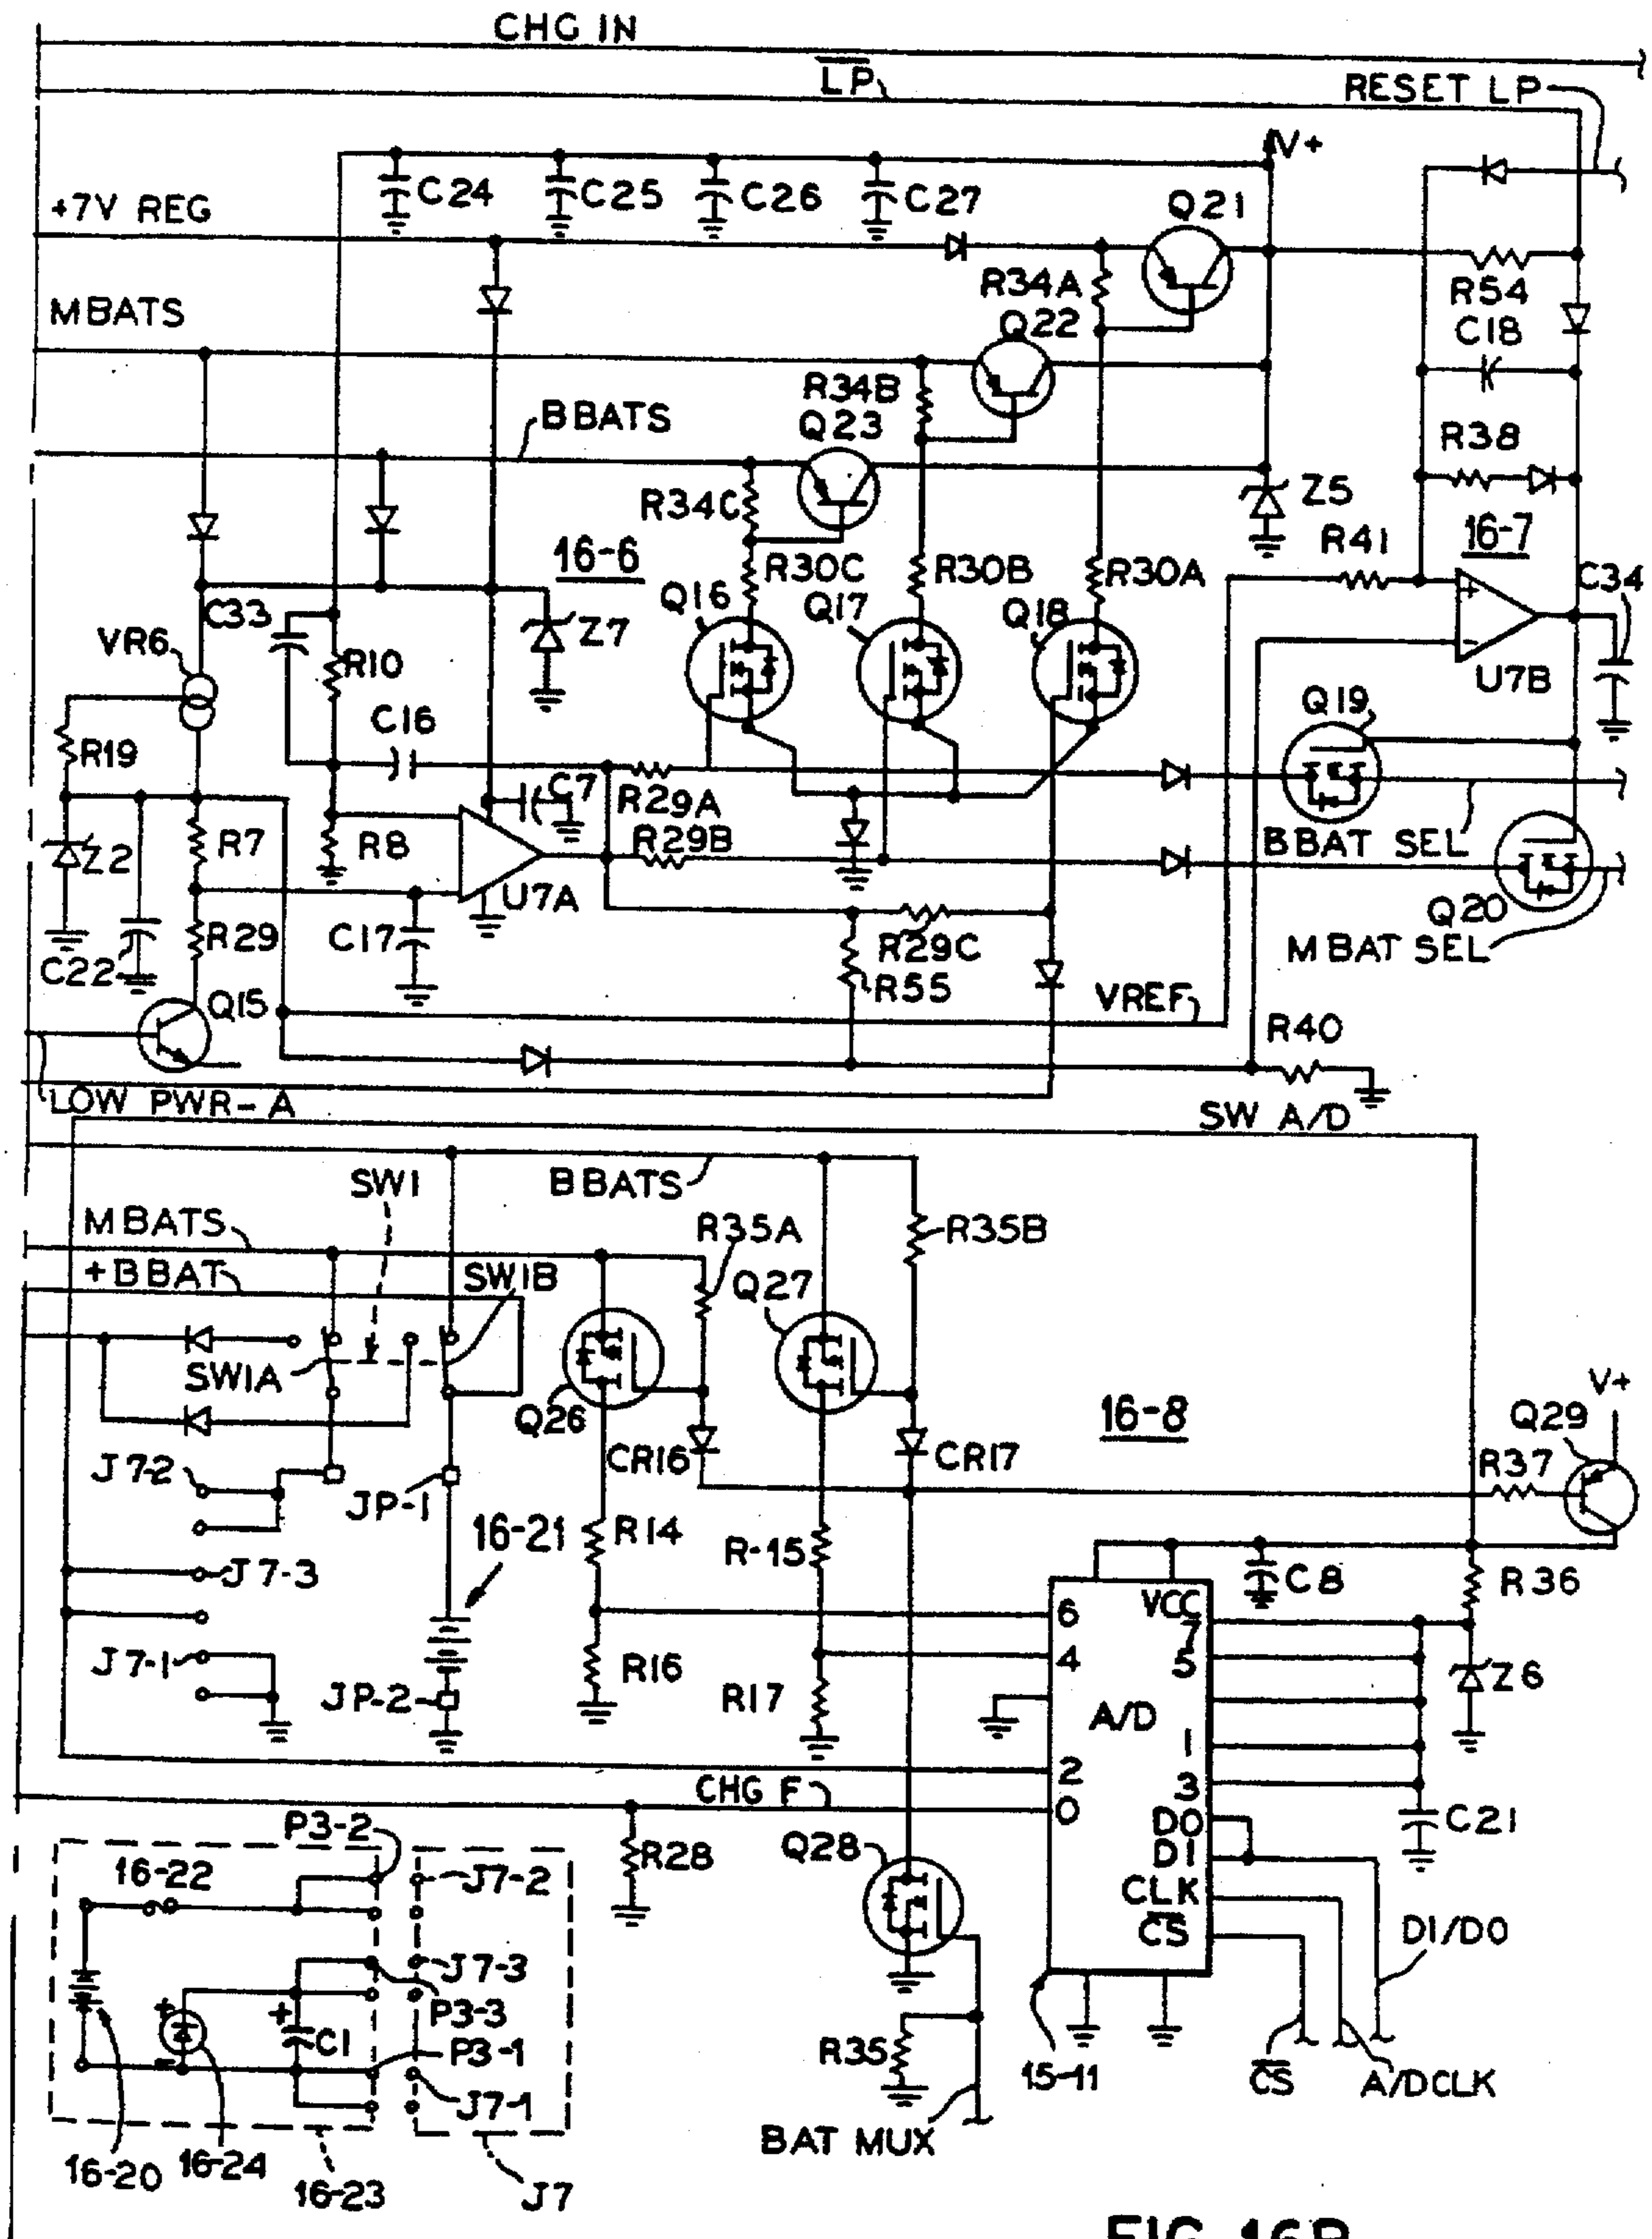 CHG IN
LP
RESET LP
V+
C24
C25
C26
C27
+7V REG
Q21
R34A
R54
MBATS
Q22
C18
R34B
BBATS
Q23
R38
R34C
Z5
16-7
16-6
R41
R30C
R30B
R30A
C34
Q16
Q17
Q18
C33
Z7
VR6
R10
U7B
Q19
C16
R19
C7
R29A
R7
R8
R29B
BBAT SEL
Z2
U7A
Q20
R29
C17
R29C
MBAT SEL
C22
R55
Q15
VREF
R40
LOW PWR-A
SW A/D
SW1
BBATS
MBATS
R35A
R35B
+BBAT
SW1B
Q27
SW1A
V+
Q26
16-8
Q29
CR16
CR17
J7-2
R37
JP-1
16-21
R14
R-15
J7-3
C8
R36
6
VCC
7
J7-1
R16
4
5
Z6
JP-2
R17
A/D
1
2
3
CHG F
0
D0
C21
P3-2
R28
Q28
D1
16-22
J7-2
CLK
CS
DI/DO
J7-3
P3-3
+
+
C1
-
P3-1
R35
15-11
CS
A/DCLK
J7-1
BAT MUX
16-20
16-24
16-23
J7
FIG. 16B